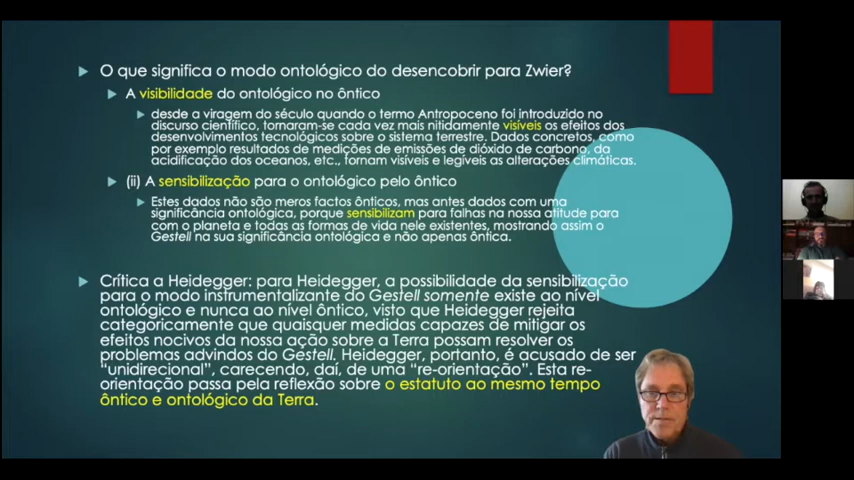 O que significa o modo ontológico do desencobrir para Zwier?
A visibilidade do ontológico no ôntico
desde a viragem do século quando o termo Antropoceno foi introduzido no
discurso científico, tornaram-se cada vez mais nitidamente visíveis os efeitos dos
desenvolvimentos tecnológicos sobre o sistema terrestre. Dados concretos, como
por exemplo resultados de medições de emissões de dióxido de carbono, da
acidificação dos oceanos, etc., tornam visíveis e legíveis as alterações climáticas.
(ii) A sensibilização para o ontológico pelo ôntico
Estes dados não são meros factos ônticos, mas antes dados com uma
significância ontológica, porque sensibilizam para falhas na nossa atitude para
com o planeta e todas as formas de vida nele existentes, mostrando assim o
Gestell na sua significância ontológica e não apenas ôntica.
Crítica a Heidegger: para Heidegger, a possibilidade da sensibilização
para o modo instrumentalizante do Gestell somente existe ao nível
ontológico e nunca ao nível ôntico, visto que Heidegger rejeita
categoricamente que quaisquer medidas capazes de mitigar os
efeitos nocivos da nossa ação sobre a Terra possam resolver os
problemas advindos do Gestell. Heidegger, portanto, é acusado de ser
“unidirecional”, carecendo, daí, de uma “re-orientação”. Esta re-
orientação passa pela reflexão sobre o estatuto ao mesmo tempo
ôntico e ontológico da Terra.